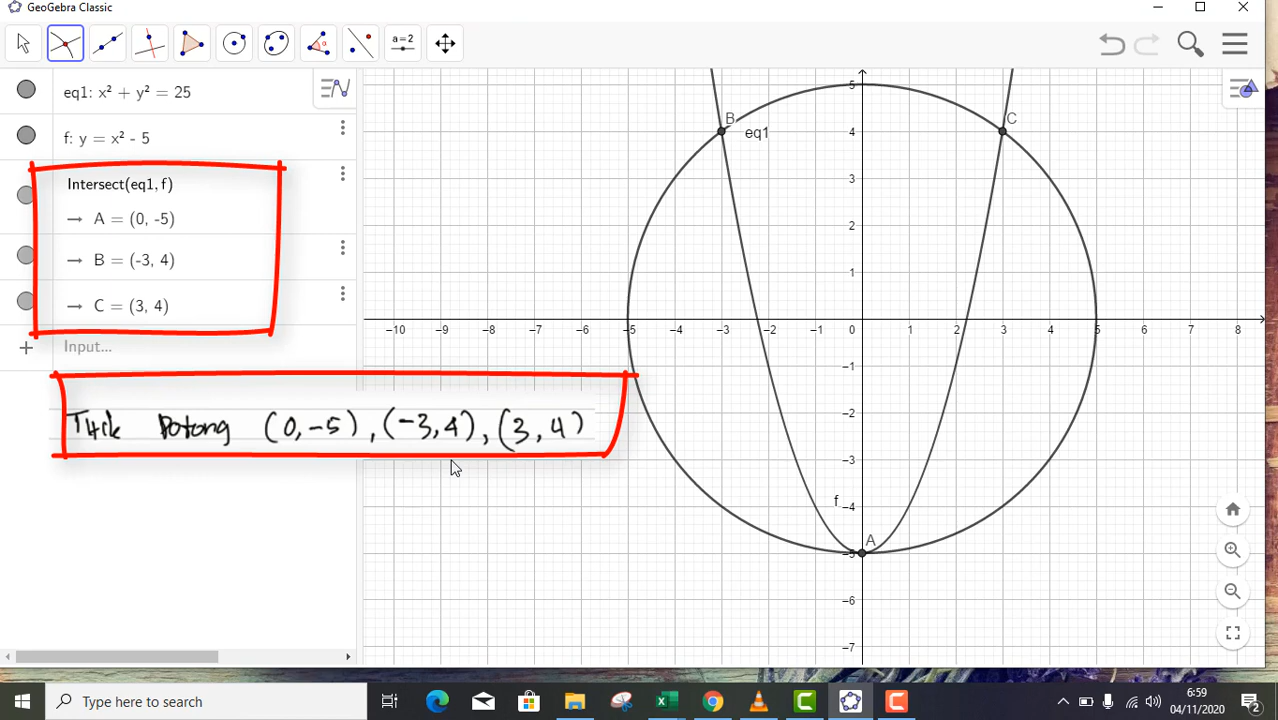 GeoGebra Classic
a = 2
eq1: x² + y² = 25
f: y = x² - 5
Intersect(eq1, f)
→ A = (0, -5)
→ B = (-3, 4)
→ C = (3, 4)
+ Input...
Titik Potong (0,-5), (-3,4), (3,4)
B
eq1
C
f
A
5
4
3
2
1
-10 -9 -8 -7 -6 -5 -4 -3 -2 -1 0 1 2 3 4 5 6 7 8
-1
-2
-3
-4
-5
-6
-7
Type here to search
6:59
04/11/2020
2